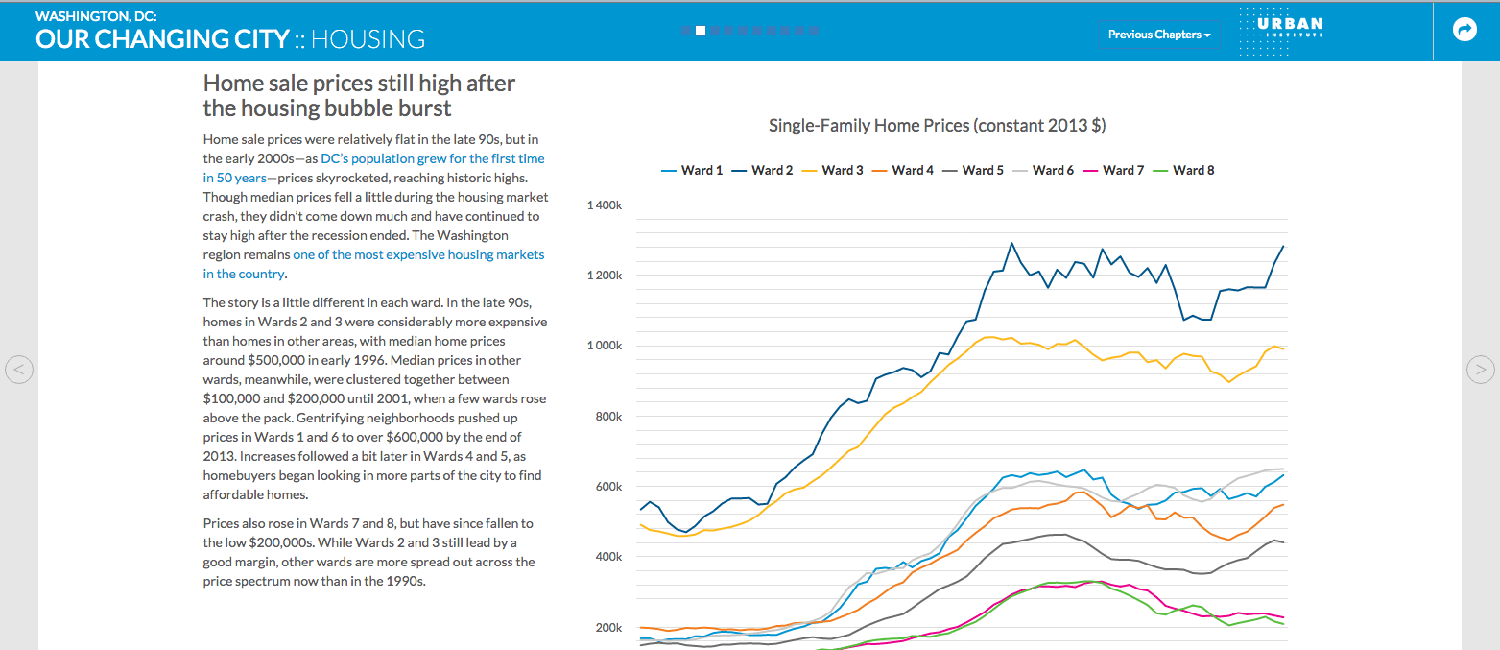 WASHINGTON, DC:
OUR CHANGING CITY :: HOUSING
Previous Chapters
URBAN
INSTITUTE
Home sale prices still high after
the housing bubble burst
Home sale prices were relatively flat in the late 90s, but in
the early 2000s—as DC's population grew for the first time
in 50 years—prices skyrocketed, reaching historic highs.
Though median prices fell a little during the housing market
crash, they didn't come down much and have continued to
stay high after the recession ended. The Washington
region remains one of the most expensive housing markets
in the country.
The story is a little different in each ward. In the late 90s,
homes in Wards 2 and 3 were considerably more expensive
than homes in other areas, with median home prices
around $500,000 in early 1996. Median prices in other
wards, meanwhile, were clustered together between
$100,000 and $200,000 until 2001, when a few wards rose
above the pack. Gentrifying neighborhoods pushed up
prices in Wards 1 and 6 to over $600,000 by the end of
2013. Increases followed a bit later in Wards 4 and 5, as
homebuyers began looking in more parts of the city to find
affordable homes.
Prices also rose in Wards 7 and 8, but have since fallen to
the low $200,000s. While Wards 2 and 3 still lead by a
good margin, other wards are more spread out across the
price spectrum now than in the 1990s.
Single-Family Home Prices (constant 2013 $)
Ward 1 Ward 2 Ward 3 Ward 4 Ward 5 Ward 6 Ward 7 Ward 8
1 400k
1 200k
1 000k
800k
600k
400k
200k
<
>